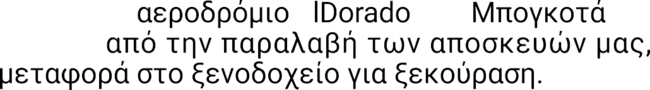 αεροδρόμιο lDorado Μπογκοτά
από την παραλαβή των αποσκευών μας,
μεταφορά στο ξενοδοχείο για ξεκούραση.